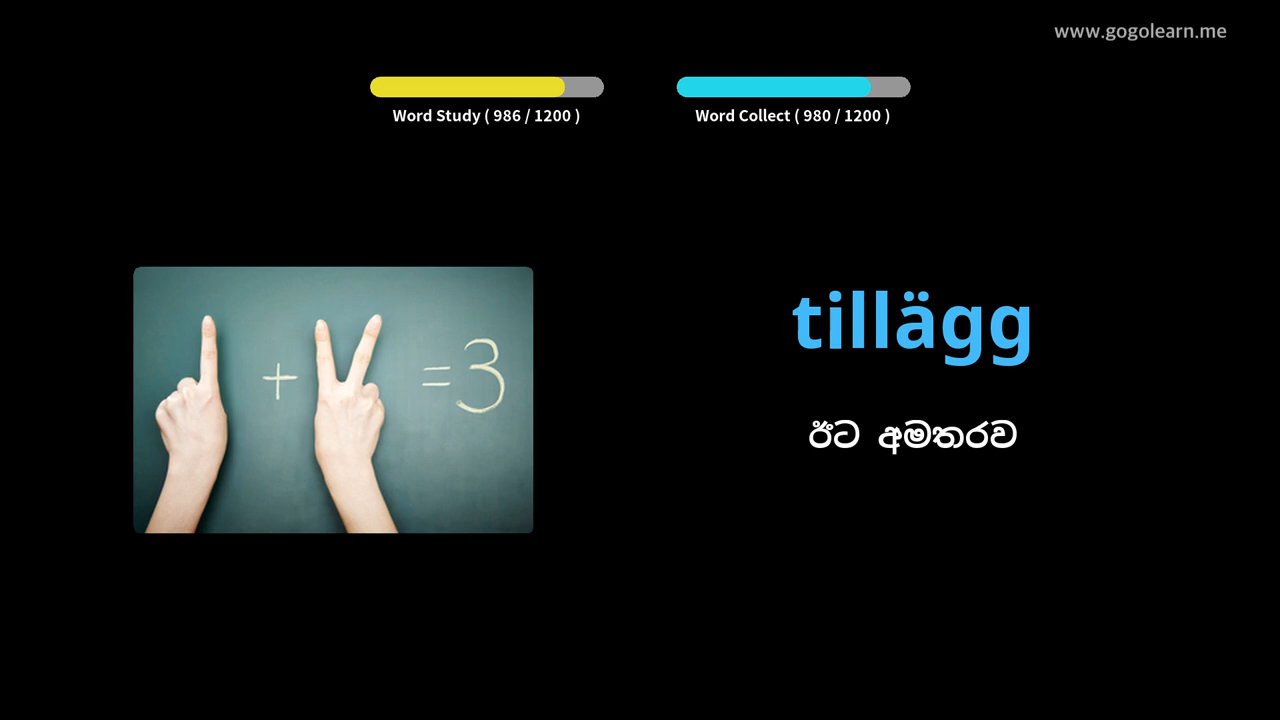 www.gogolearn.me
Word Study ( 986 / 1200 )
Word Collect ( 980 / 1200 )
+ =3
tillägg
ඊට අමතරව